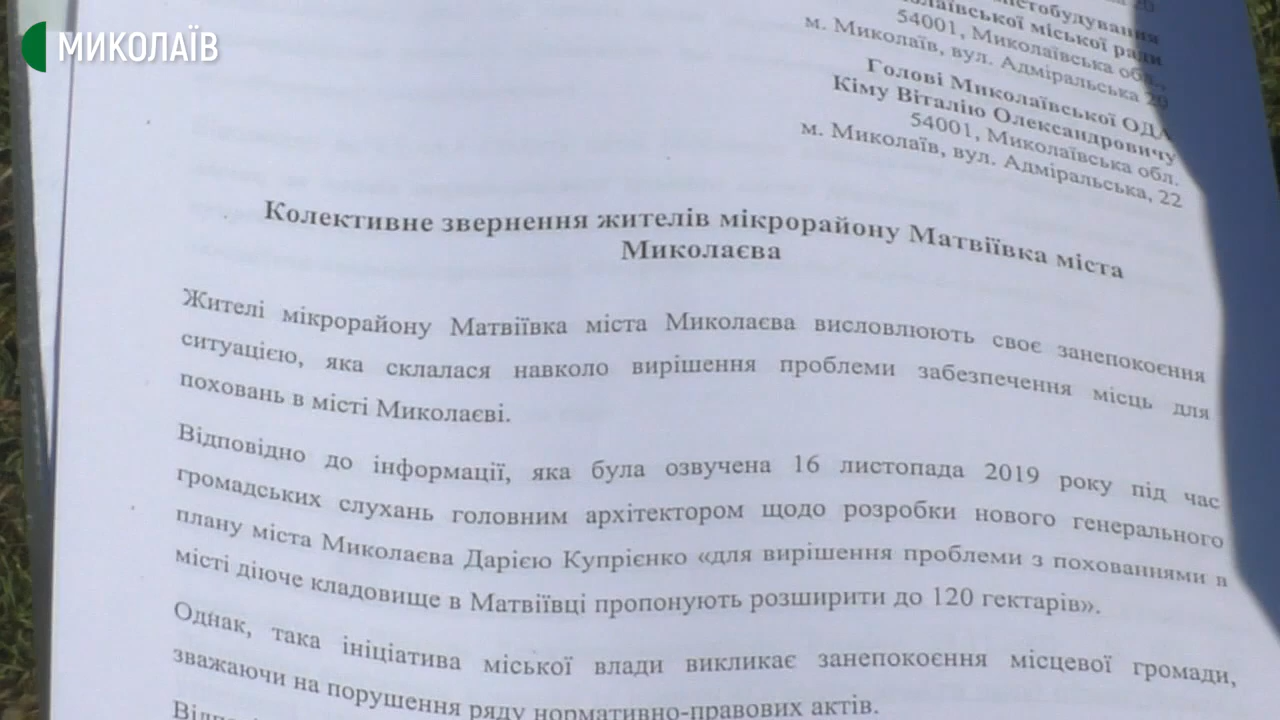 МИКОЛАЇВ
20
містобудування
Миколаївської міської ради
54001, Миколаївська обл.,
м. Миколаїв, вул. Адміральська 20
Голові Миколаївської ОДА
Кіму Віталію Олександровичу
54001, Миколаївська обл.
м. Миколаїв, вул. Адміральська, 22
Колективне звернення жителів мікрорайону Матвіївка міста
Миколаєва
Жителі мікрорайону Матвіївка міста Миколаєва висловлюють своє занепокоєння
ситуацією, яка склалася навколо вирішення проблеми забезпечення місць для
поховань в місті Миколаєві.
Відповідно до інформації, яка була озвучена 16 листопада 2019 року під час
громадських слухань головним архітектором щодо розробки нового генерального
плану міста Миколаєва Дарією Купрієнко «для вирішення проблеми з похованнями в
місті діюче кладовище в Матвіївці пропонують розширити до 120 гектарів».
Однак, така ініціатива міської влади викликає занепокоєння місцевої громади,
зважаючи на порушення ряду нормативно-правових актів.